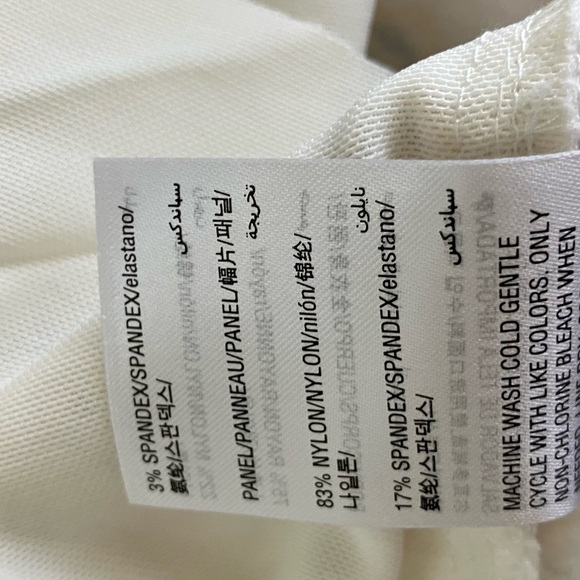 3% SPANDEX/SPANDEX/elastano/
氨纶/스판덱스/ سباندكس
PANEL/PANNEAU/PANEL/幅片/패널/
تخريجة
83% NYLON/NYLON/nilón/锦纶/
나일론/ نايلون
17% SPANDEX/SPANDEX/elastano/
氨纶/스판덱스/ سباندكس
MACHINE WASH COLD GENTLE
CYCLE WITH LIKE COLORS, ONLY
NON-CHLORINE BLEACH WHEN